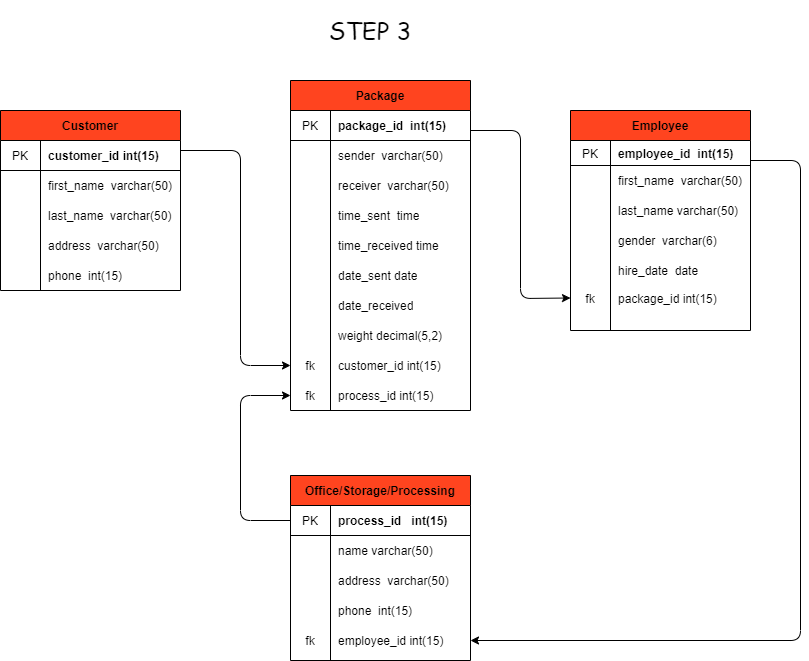 STEP 3
Customer
PK customer_id int(15)
first_name varchar(50)
last_name varchar(50)
address varchar(50)
phone int(15)
Package
PK package_id int(15)
sender varchar(50)
receiver varchar(50)
time_sent time
time_received time
date_sent date
date_received
weight decimal(5,2)
fk customer_id int(15)
fk process_id int(15)
Employee
PK employee_id int(15)
first_name varchar(50)
last_name varchar(50)
gender varchar(6)
hire_date date
fk package_id int(15)
Office/Storage/Processing
PK process_id int(15)
name varchar(50)
address varchar(50)
phone int(15)
fk employee_id int(15)